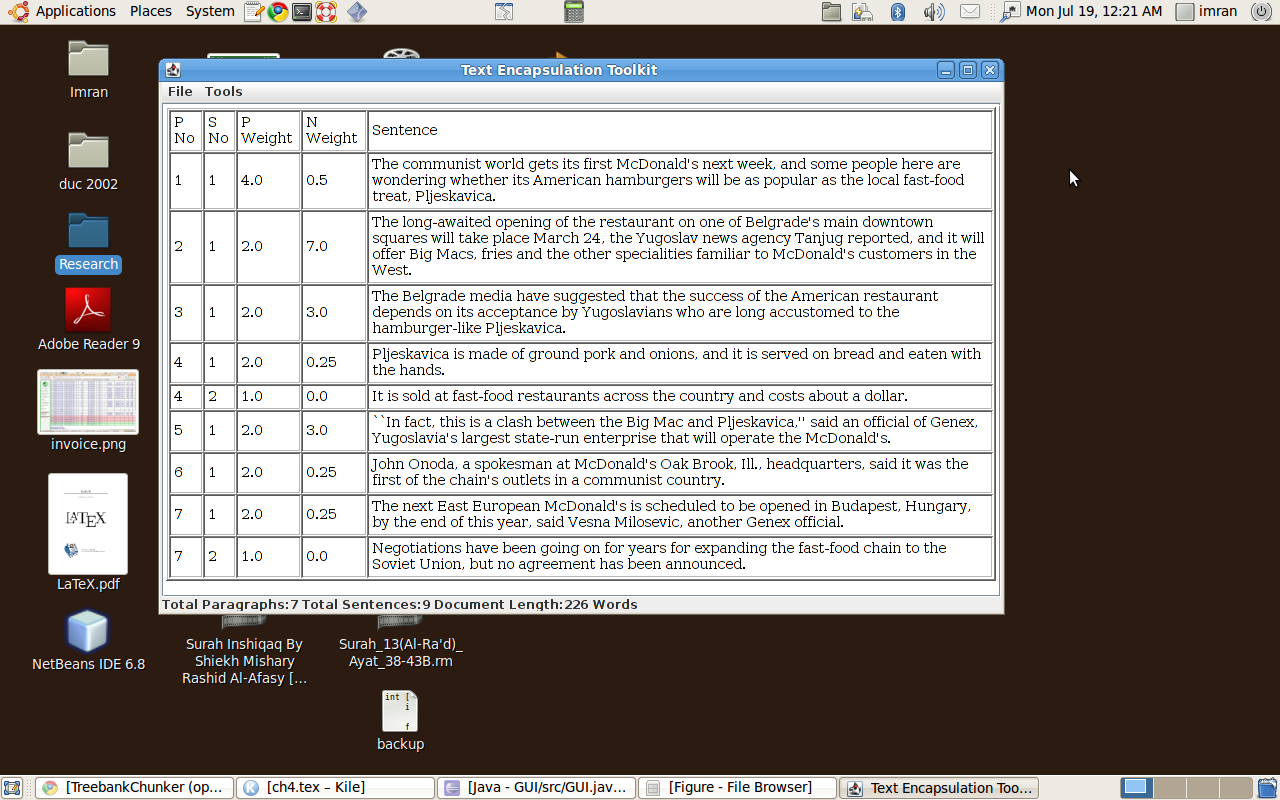 Applications Places System
Mon Jul 19, 12:21 AM imran
Imran
duc 2002
Research
Adobe Reader 9
invoice.png
LATEX
LaTeX.pdf
NetBeans IDE 6.8
Text Encapsulation Toolkit
File Tools
P No S No P Weight N Weight Sentence
1 1 4.0 0.5 The communist world gets its first McDonald's next week, and some people here are
wondering whether its American hamburgers will be as popular as the local fast-food
treat, Pljeskavica.
2 1 2.0 7.0 The long-awaited opening of the restaurant on one of Belgrade's main downtown
squares will take place March 24, the Yugoslav news agency Tanjug reported, and it will
offer Big Macs, fries and the other specialities familiar to McDonald's customers in the
West.
3 1 2.0 3.0 The Belgrade media have suggested that the success of the American restaurant
depends on its acceptance by Yugoslavians who are long accustomed to the
hamburger-like Pljeskavica.
4 1 2.0 0.25 Pljeskavica is made of ground pork and onions, and it is served on bread and eaten with
the hands.
4 2 1.0 0.0 It is sold at fast-food restaurants across the country and costs about a dollar.
5 1 2.0 3.0 ``In fact, this is a clash between the Big Mac and Pljeskavica,'' said an official of Genex,
Yugoslavia's largest state-run enterprise that will operate the McDonald's.
6 1 2.0 0.25 John Onoda, a spokesman at McDonald's Oak Brook, Ill., headquarters, said it was the
first of the chain's outlets in a communist country.
7 1 2.0 0.25 The next East European McDonald's is scheduled to be opened in Budapest, Hungary,
by the end of this year, said Vesna Milosevic, another Genex official.
7 2 1.0 0.0 Negotiations have been going on for years for expanding the fast-food chain to the
Soviet Union, but no agreement has been announced.
Total Paragraphs:7 Total Sentences:9 Document Length:226 Words
Surah Inshiqaq By
Shiekh Mishary
Rashid Al-Afasy [...
Surah_13(Al-Ra'd)_
Ayat_38-43B.rm
int [
i
f
backup
[TreebankChunker (op... [ch4.tex – Kile] [Java - GUI/src/GUI.jav... [Figure - File Browser] Text Encapsulation Too...